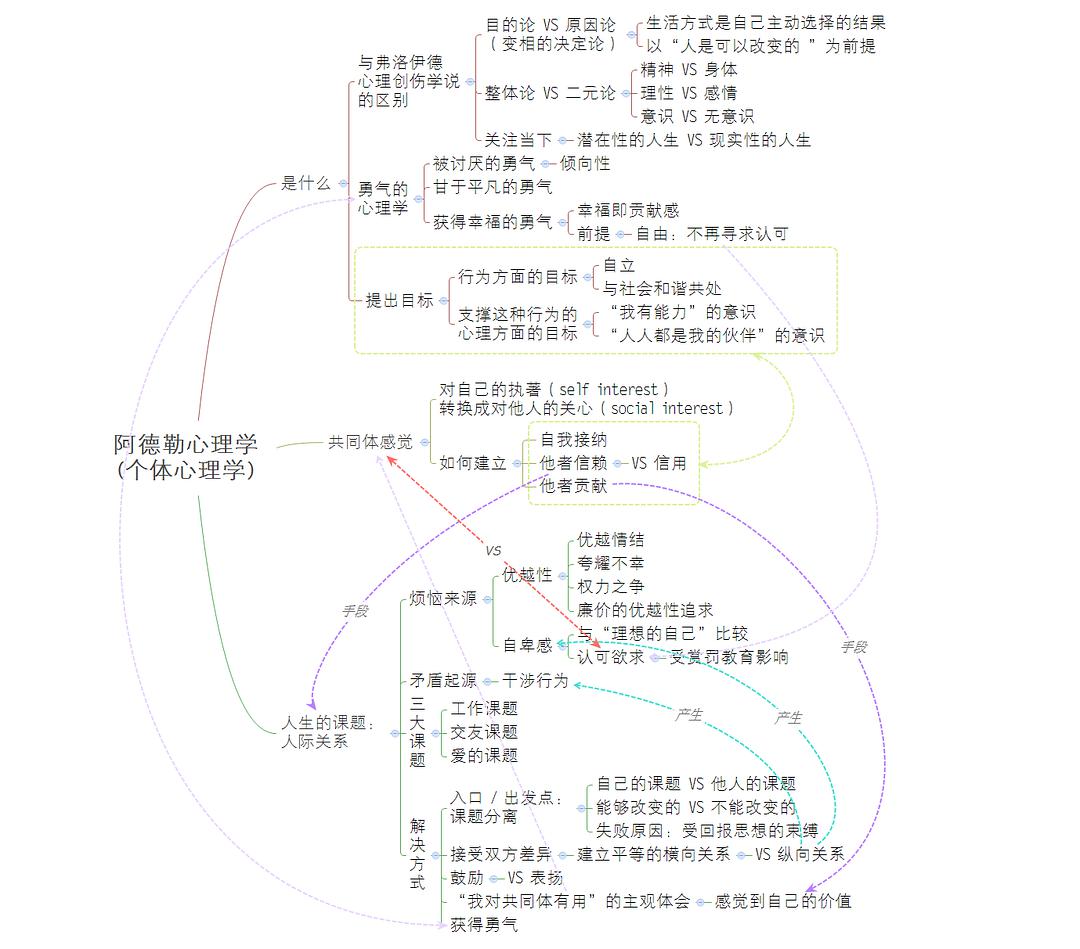 目的论 VS 原因论
（变相的决定论）
生活方式是自己主动选择的结果
以“人是可以改变的 ”为前提
与弗洛伊德
心理创伤学说
的区别
整体论 VS 二元论
精神 VS 身体
理性 VS 感情
意识 VS 无意识
关注当下
潜在性的人生 VS 现实性的人生
是什么
勇气的
心理学
被讨厌的勇气
倾向性
甘于平凡的勇气
获得幸福的勇气
幸福即贡献感
前提
自由：不再寻求认可
提出目标
行为方面的目标
自立
与社会和谐共处
支撑这种行为的
心理方面的目标
“我有能力”的意识
“人人都是我的伙伴”的意识
阿德勒心理学
（个体心理学）
共同体感觉
对自己的执著（self interest）
转换成对他人的关心（social interest）
如何建立
自我接纳
他者信赖
VS 信用
他者贡献
VS
手段
手段
人生的课题：
人际关系
烦恼来源
优越性
优越情结
夸耀不幸
权力之争
廉价的优越性追求
自卑感
与“理想的自己”比较
认可欲求
受赏罚教育影响
矛盾起源
干涉行为
产生
产生
三大课题
工作课题
交友课题
爱的课题
解决方式
入口 / 出发点：
课题分离
自己的课题 VS 他人的课题
能够改变的 VS 不能改变的
失败原因：受回报思想的束缚
接受双方差异
建立平等的横向关系
VS 纵向关系
鼓励
VS 表扬
“我对共同体有用”的主观体会
感觉到自己的价值
获得勇气